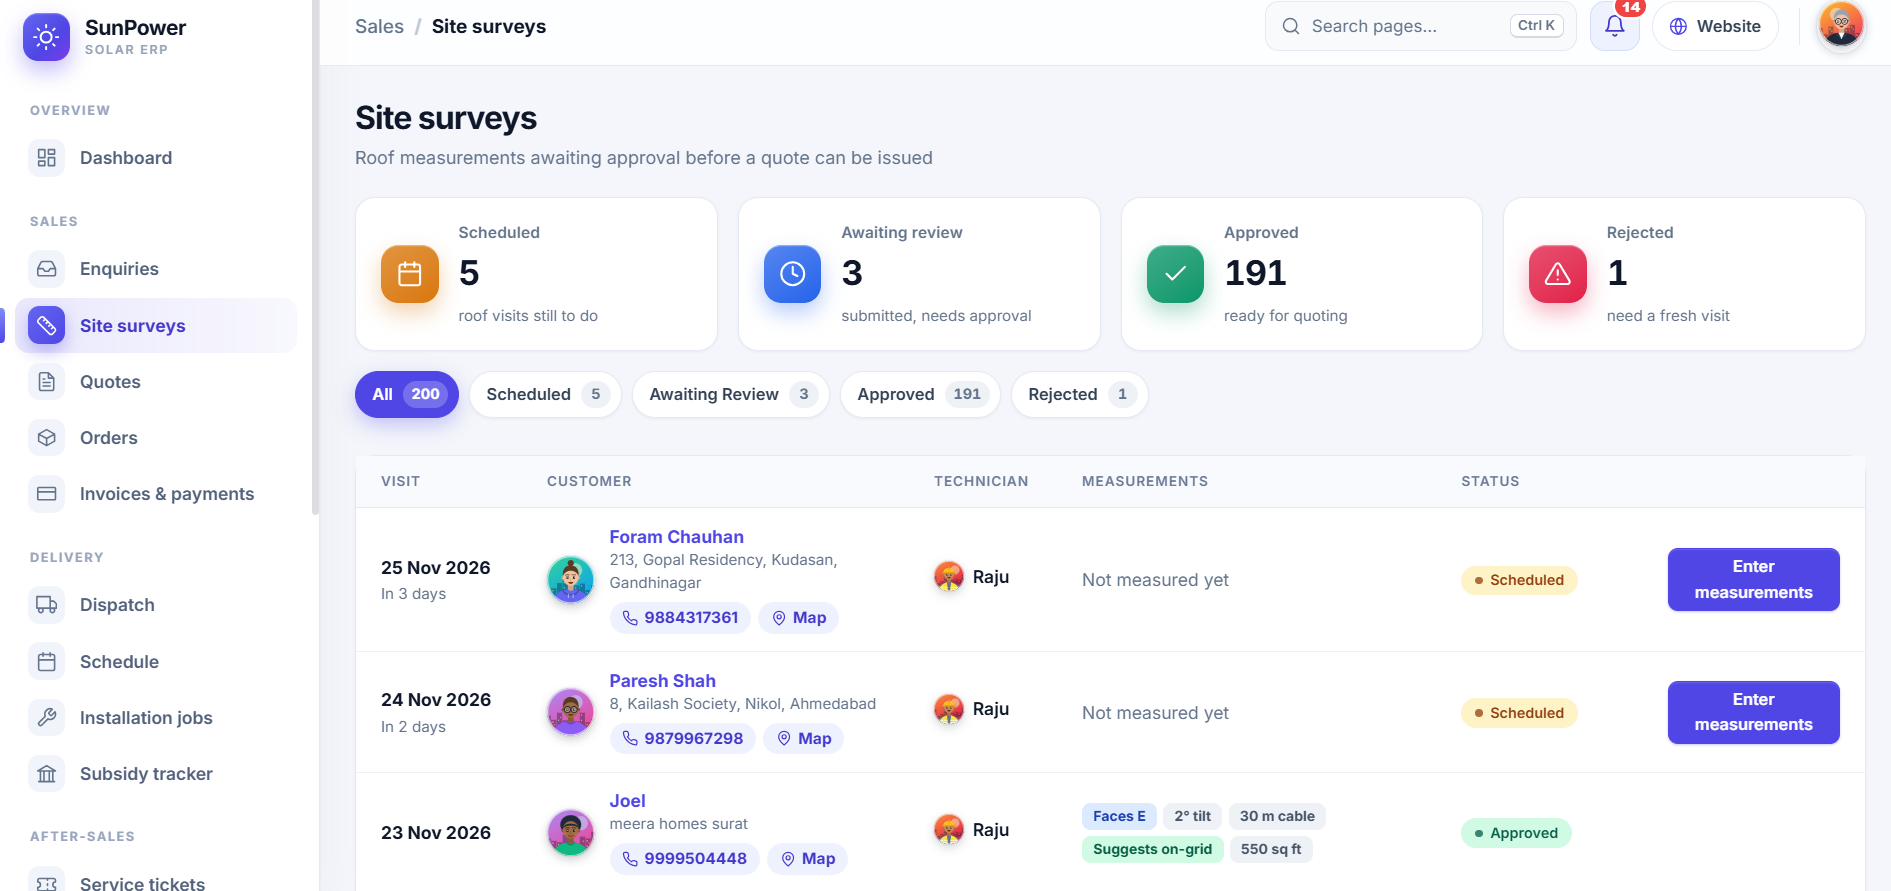 SunPower
SOLAR ERP
OVERVIEW
Dashboard
SALES
Enquiries
Site surveys
Quotes
Orders
Invoices & payments
DELIVERY
Dispatch
Schedule
Installation jobs
Subsidy tracker
AFTER-SALES
Service tickets
Sales / Site surveys
Search pages...
Ctrl K
14
Website
Site surveys
Roof measurements awaiting approval before a quote can be issued
Scheduled
5
roof visits still to do
Awaiting review
3
submitted, needs approval
Approved
191
ready for quoting
Rejected
1
need a fresh visit
All 200
Scheduled 5
Awaiting Review 3
Approved 191
Rejected 1
VISIT CUSTOMER TECHNICIAN MEASUREMENTS STATUS
25 Nov 2026
In 3 days
Foram Chauhan
213, Gopal Residency, Kudasan,
Gandhinagar
9884317361 Map
Raju
Not measured yet
Scheduled
Enter
measurements
24 Nov 2026
In 2 days
Paresh Shah
8, Kailash Society, Nikol, Ahmedabad
9879967298 Map
Raju
Not measured yet
Scheduled
Enter
measurements
23 Nov 2026
Joel
meera homes surat
9999504448 Map
Raju
Faces E 2° tilt 30 m cable
Suggests on-grid 550 sq ft
Approved